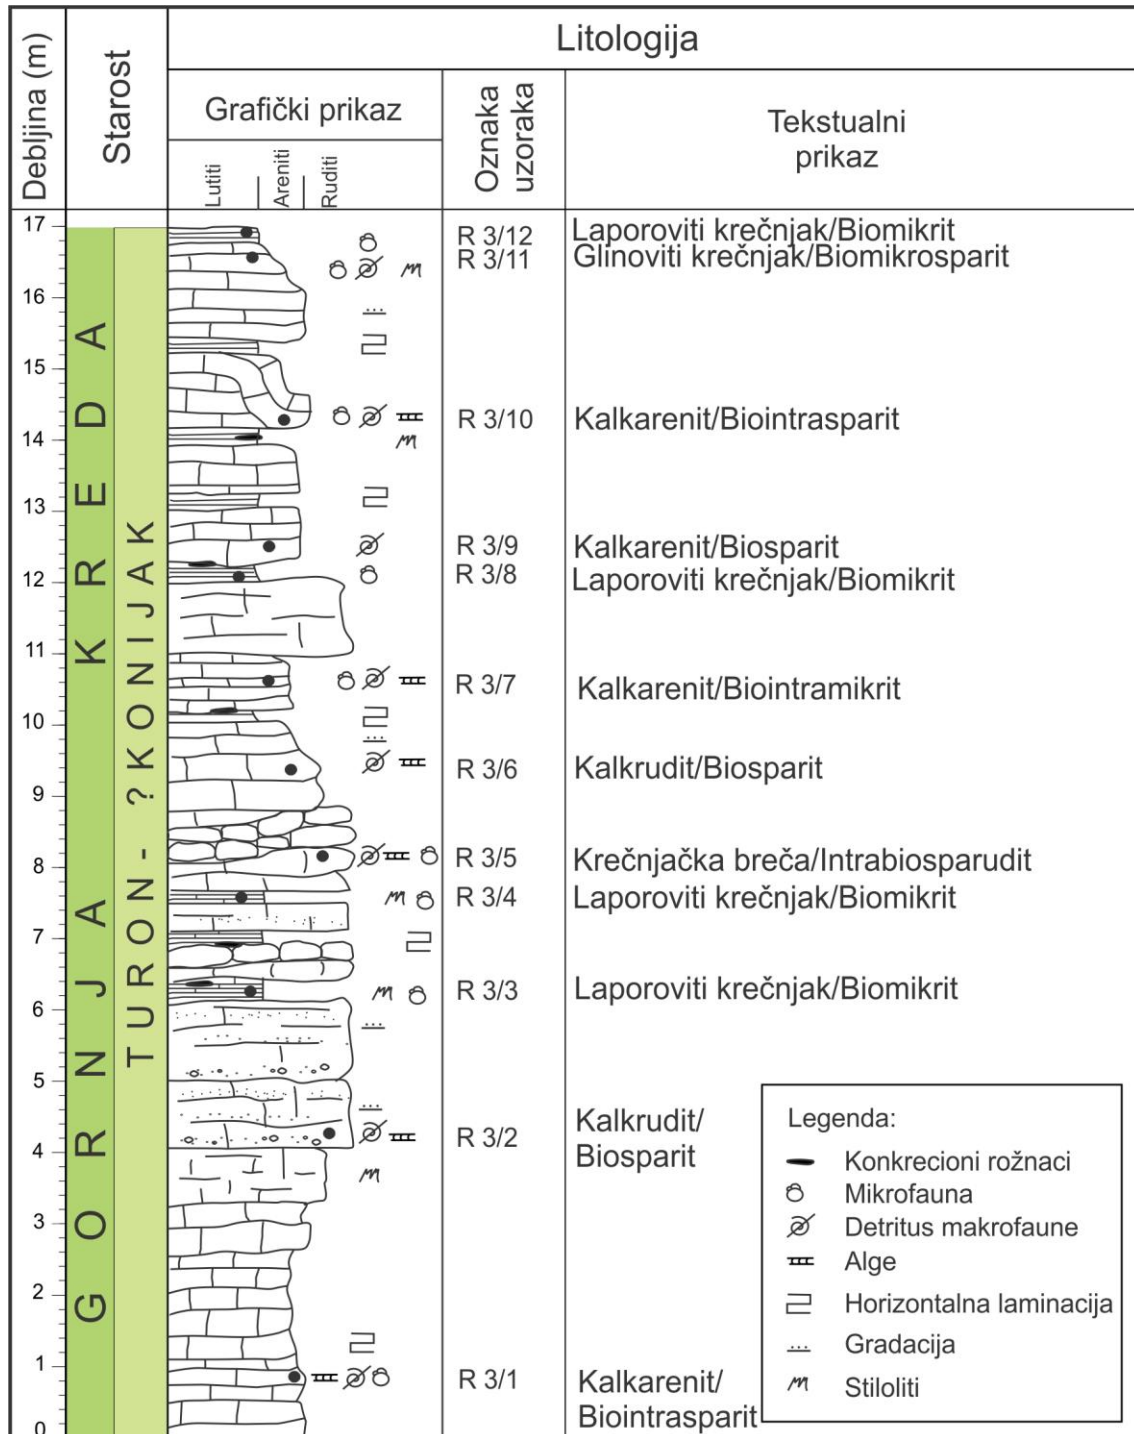 Debljina (m)
Starost
Litologija
Grafički prikaz
Lutiti
Areniti
Ruditi
Oznaka
uzoraka
Tekstualni
prikaz
17
16
15
14
13
12
11
10
9
8
7
6
5
4
3
2
1
0
GORNJA KREDA
TURON- ?KONIJAK
R 3/12 Laporoviti krečnjak/Biomikrit
R 3/11 Glinoviti krečnjak/Biomikrosparit
R 3/10 Kalkarenit/Biointrasparit
R 3/9 Kalkarenit/Biosparit
R 3/8 Laporoviti krečnjak/Biomikrit
R 3/7 Kalkarenit/Biointramikrit
R 3/6 Kalkrudit/Biosparit
R 3/5 Krečnjačka breča/Intrabiosparudit
R 3/4 Laporoviti krečnjak/Biomikrit
R 3/3 Laporoviti krečnjak/Biomikrit
R 3/2 Kalkrudit/
Biosparit
R 3/1 Kalkarenit/
Biointrasparit
Legenda:
Konkrecioni rožnaci
Mikrofauna
Detritus makrofaune
Alge
Horizontalna laminacija
Gradacija
Stiloliti